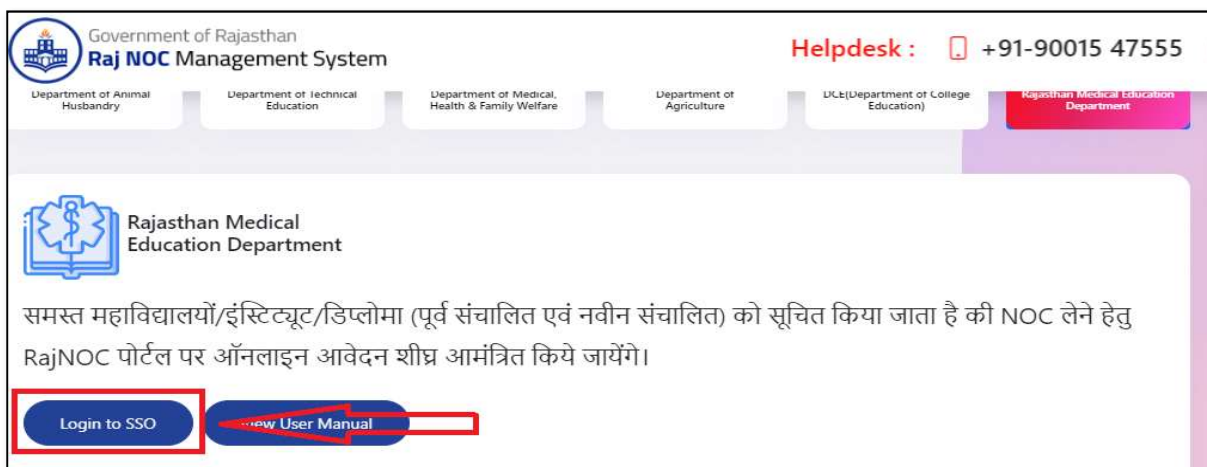 Government of Rajasthan
Raj NOC Management System
Helpdesk : +91-90015 47555
Department of Animal
Husbandry
Department of Technical
Education
Department of Medical,
Health & Family Welfare
Department of
Agriculture
DCE(Department of College
Education)
Rajasthan Medical Education
Department
Rajasthan Medical
Education Department
समस्त महाविद्यालयों/इंस्टिट्यूट/डिप्लोमा (पूर्व संचालित एवं नवीन संचालित) को सूचित किया जाता है की NOC लेने हेतु
RajNOC पोर्टल पर ऑनलाइन आवेदन शीघ्र आमंत्रित किये जायेंगे।
Login to SSO
View User Manual